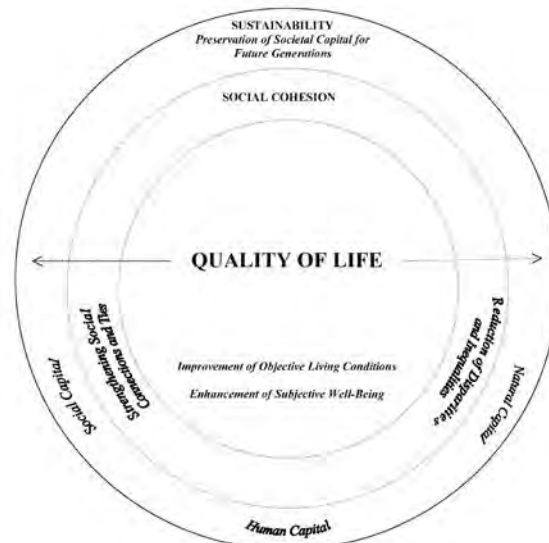 SUSTAINABILITY
Preservation of Societal Capital for
Future Generations
SOCIAL COHESION
QUALITY OF LIFE
Strengthening Social
Connections and Ties
Reduction of Disparities
and Inequalities
Improvement of Objective Living Conditions
Enhancement of Subjective Well-Being
Social Capital
Natural Capital
Human Capital